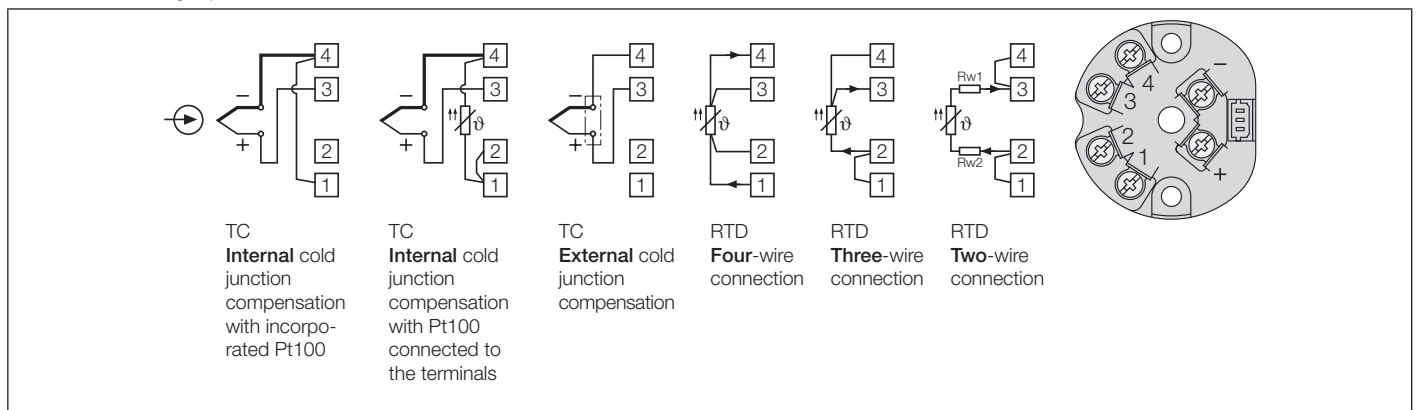 4 4 4 4 4 4
3 3 3 3 3 3
2 2 2 2 2 2
1 1 1 1 1 1
− − −
+ + +
ϑ ϑ ϑ ϑ
Rw1
Rw2
4
3
2
1
−
+
TC
Internal cold
junction
compensation
with incorpo-
rated Pt100
TC
Internal cold
junction
compensation
with Pt100
connected to
the terminals
TC
External cold
junction
compensation
RTD
Four-wire
connection
RTD
Three-wire
connection
RTD
Two-wire
connection